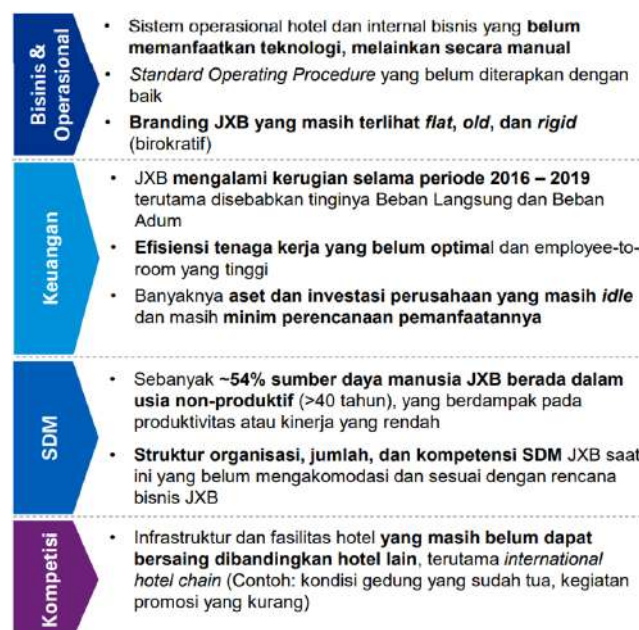 Bisinis &
Operasional
• Sistem operasional hotel dan internal bisnis yang belum
memanfaatkan teknologi, melainkan secara manual
• Standard Operating Procedure yang belum diterapkan dengan
baik
• Branding JXB yang masih terlihat flat, old, dan rigid
(birokratif)
Keuangan
• JXB mengalami kerugian selama periode 2016 – 2019
terutama disebabkan tingginya Beban Langsung dan Beban
Adum
• Efisiensi tenaga kerja yang belum optimal dan employee-to-
room yang tinggi
• Banyaknya aset dan investasi perusahaan yang masih idle
dan masih minim perencanaan pemanfaatannya
SDM
• Sebanyak ~54% sumber daya manusia JXB berada dalam
usia non-produktif (>40 tahun), yang berdampak pada
produktivitas atau kinerja yang rendah
• Struktur organisasi, jumlah, dan kompetensi SDM JXB saat
ini yang belum mengakomodasi dan sesuai dengan rencana
bisnis JXB
Kompetisi
• Infrastruktur dan fasilitas hotel yang masih belum dapat
bersaing dibandingkan hotel lain, terutama international
hotel chain (Contoh: kondisi gedung yang sudah tua, kegiatan
promosi yang kurang)